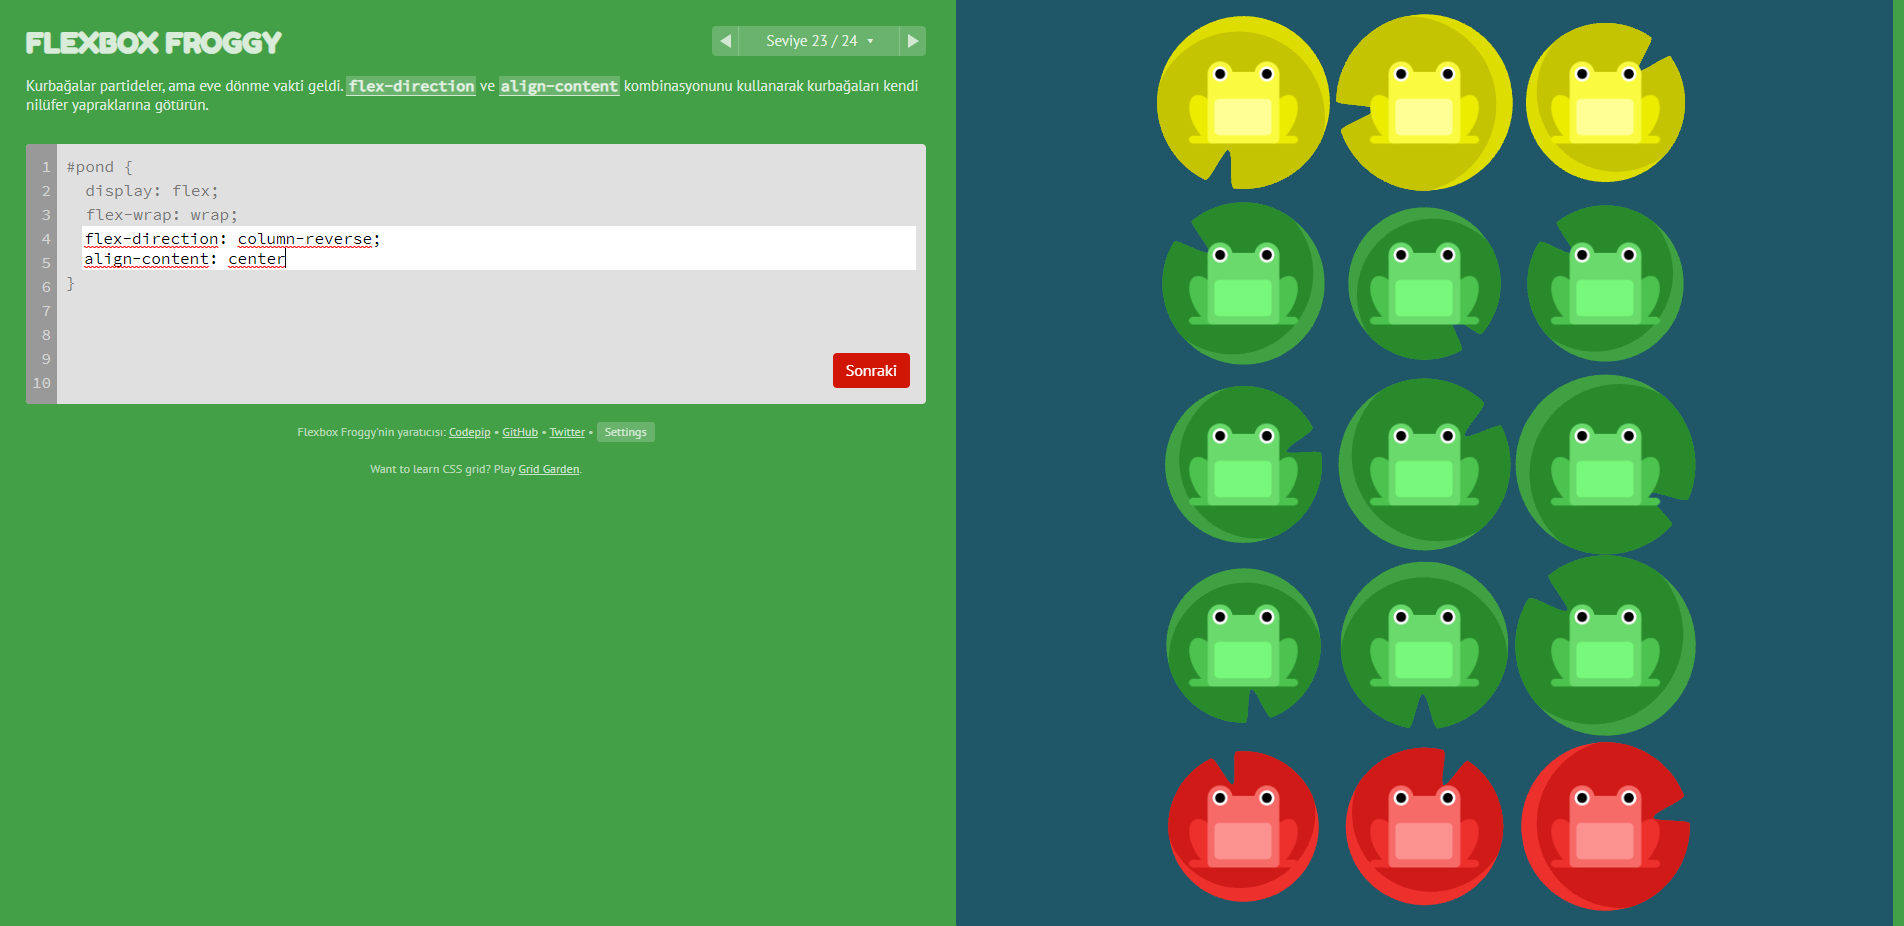 FLEXBOX FROGGY
Seviye 23 / 24
Kurbağalar partideler, ama eve dönme vakti geldi. flex-direction ve align-content kombinasyonunu kullanarak kurbağaları kendi
nilüfer yapraklarına götürün.
1 #pond {
2 display: flex;
3 flex-wrap: wrap;
4 flex-direction: column-reverse;
5 align-content: center
6 }
7
8
9
10
Sonraki
Flexbox Froggy'nin yaratıcısı: Codepip • GitHub • Twitter • Settings
Want to learn CSS grid? Play Grid Garden.